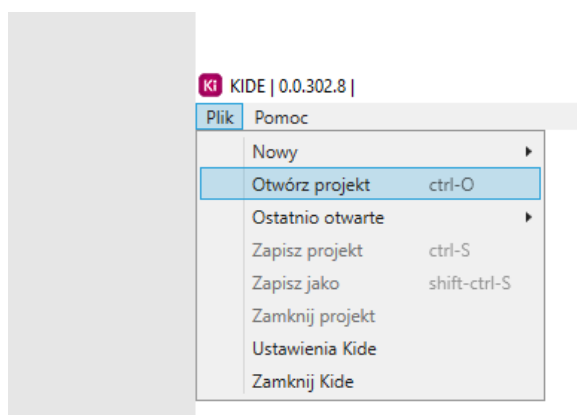 Ki KIDE | 0.0.302.8 |
Plik Pomoc
Nowy
Otwórz projekt ctrl-O
Ostatnio otwarte
Zapisz projekt ctrl-S
Zapisz jako shift-ctrl-S
Zamknij projekt
Ustawienia Kide
Zamknij Kide